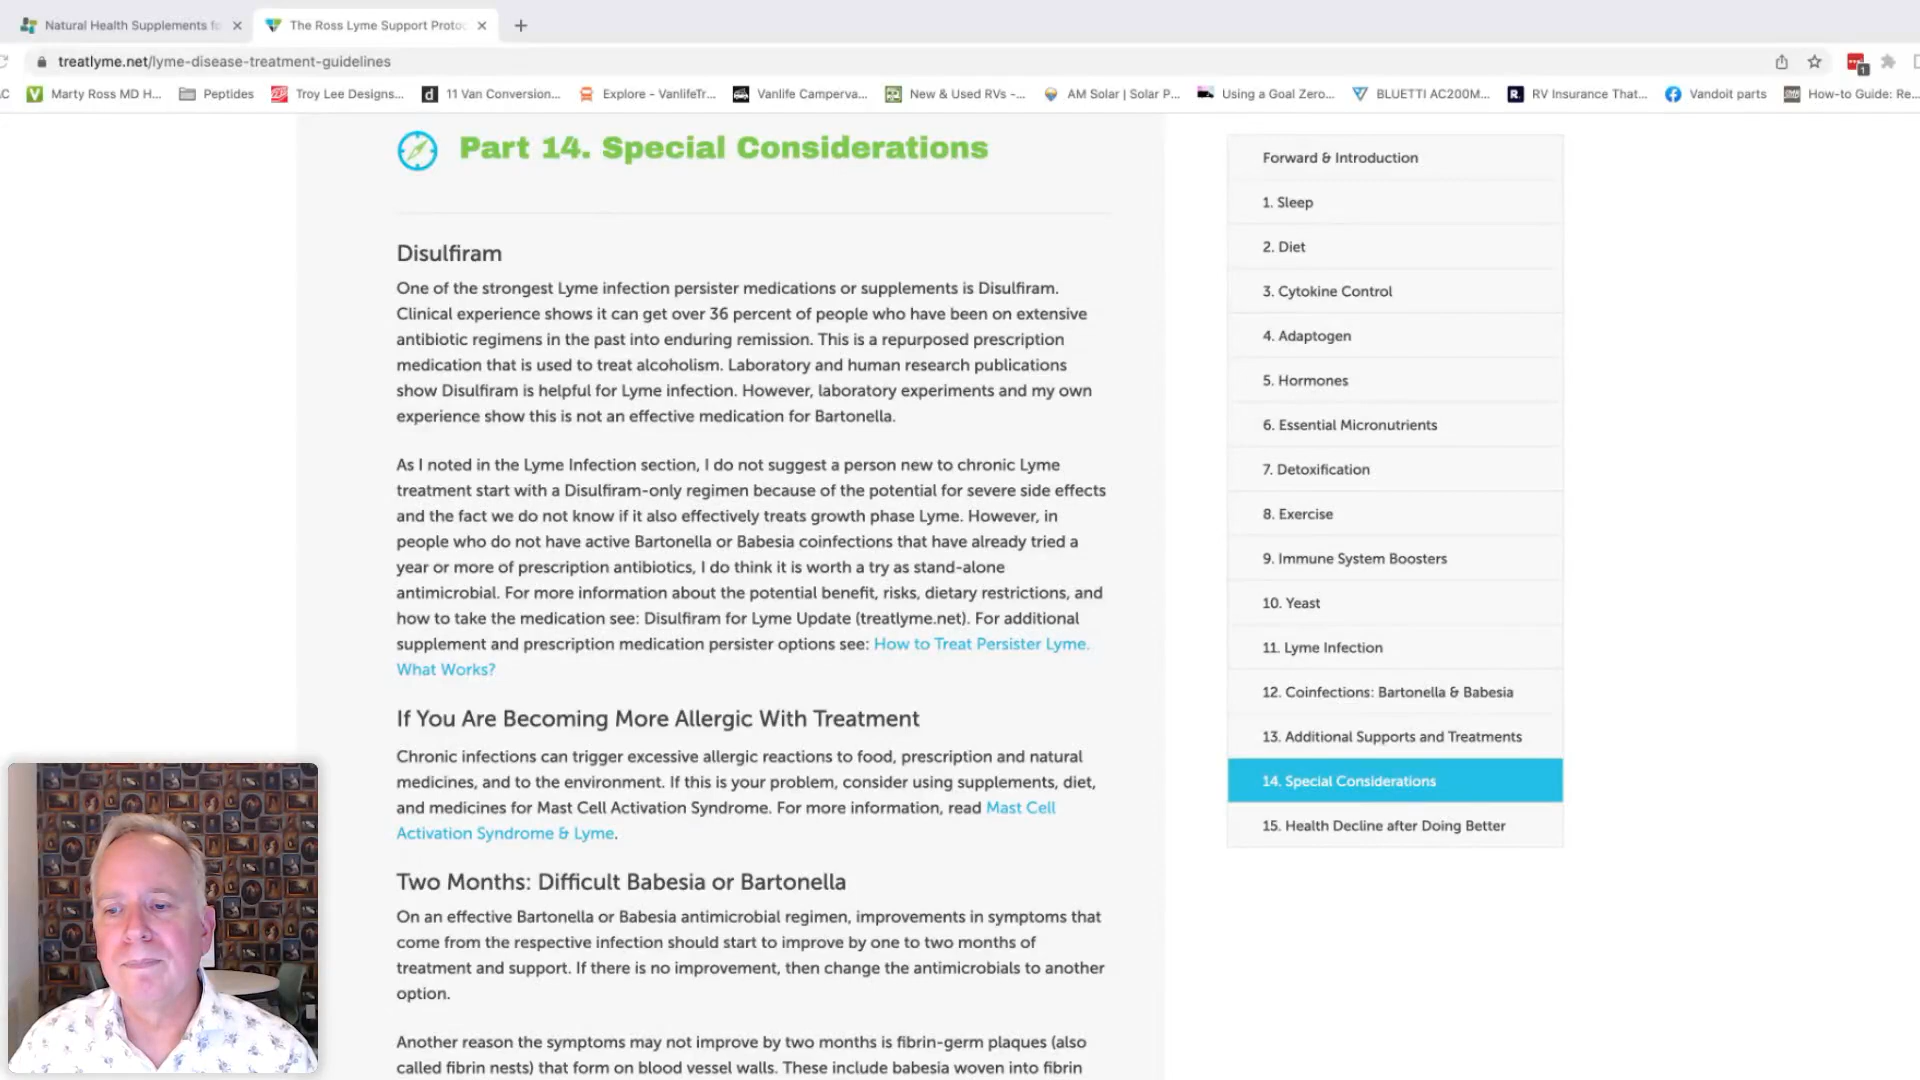 Natural Health Supplements fo
The Ross Lyme Support Protoc
treatlyme.net/lyme-disease-treatment-guidelines
Marty Ross MD H...
Peptides
Troy Lee Designs...
11 Van Conversion...
Explore - VanlifeTr...
Vanlife Camperva...
New & Used RVs -...
AM Solar | Solar P...
Using a Goal Zero...
BLUETTI AC200M...
RV Insurance That...
Vandoit parts
How-to Guide: Re...
Part 14. Special Considerations
Disulfiram
One of the strongest Lyme infection persister medications or supplements is Disulfiram.
Clinical experience shows it can get over 36 percent of people who have been on extensive
antibiotic regimens in the past into enduring remission. This is a repurposed prescription
medication that is used to treat alcoholism. Laboratory and human research publications
show Disulfiram is helpful for Lyme infection. However, laboratory experiments and my own
experience show this is not an effective medication for Bartonella.
As I noted in the Lyme Infection section, I do not suggest a person new to chronic Lyme
treatment start with a Disulfiram-only regimen because of the potential for severe side effects
and the fact we do not know if it also effectively treats growth phase Lyme. However, in
people who do not have active Bartonella or Babesia coinfections that have already tried a
year or more of prescription antibiotics, I do think it is worth a try as stand-alone
antimicrobial. For more information about the potential benefit, risks, dietary restrictions, and
how to take the medication see: Disulfiram for Lyme Update (treatlyme.net). For additional
supplement and prescription medication persister options see: How to Treat Persister Lyme.
What Works?
If You Are Becoming More Allergic With Treatment
Chronic infections can trigger excessive allergic reactions to food, prescription and natural
medicines, and to the environment. If this is your problem, consider using supplements, diet,
and medicines for Mast Cell Activation Syndrome. For more information, read Mast Cell
Activation Syndrome & Lyme.
Two Months: Difficult Babesia or Bartonella
On an effective Bartonella or Babesia antimicrobial regimen, improvements in symptoms that
come from the respective infection should start to improve by one to two months of
treatment and support. If there is no improvement, then change the antimicrobials to another
option.
Another reason the symptoms may not improve by two months is fibrin-germ plaques (also
called fibrin nests) that form on blood vessel walls. These include babesia woven into fibrin
Forward & Introduction
1. Sleep
2. Diet
3. Cytokine Control
4. Adaptogen
5. Hormones
6. Essential Micronutrients
7. Detoxification
8. Exercise
9. Immune System Boosters
10. Yeast
11. Lyme Infection
12. Coinfections: Bartonella & Babesia
13. Additional Supports and Treatments
14. Special Considerations
15. Health Decline after Doing Better